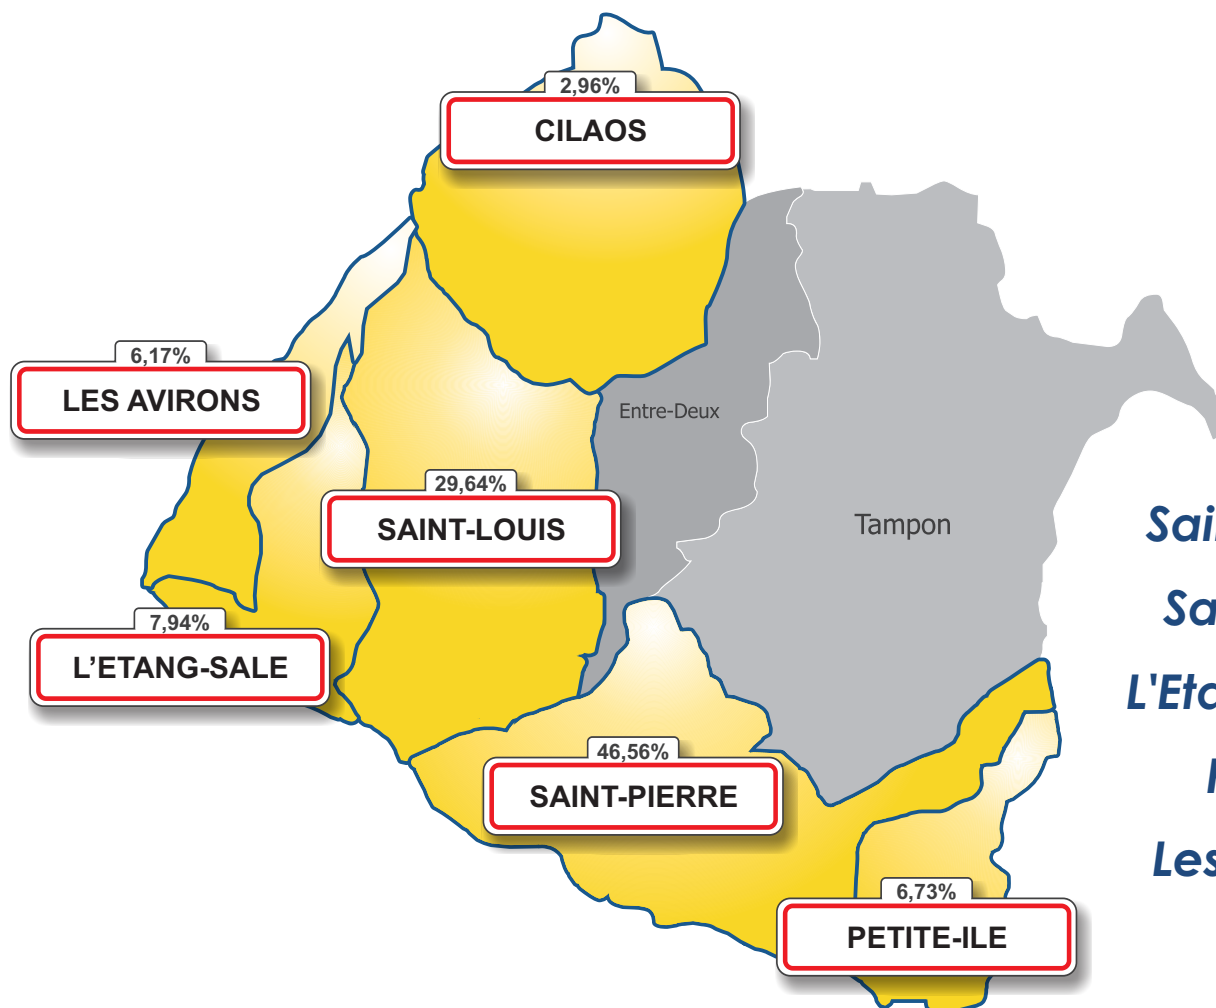 2,96%
CILAOS
6,17%
LES AVIRONS
Entre-Deux
29,64%
SAINT-LOUIS
Tampon
7,94%
L'ETANG-SALE
46,56%
SAINT-PIERRE
6,73%
PETITE-ILE
Les